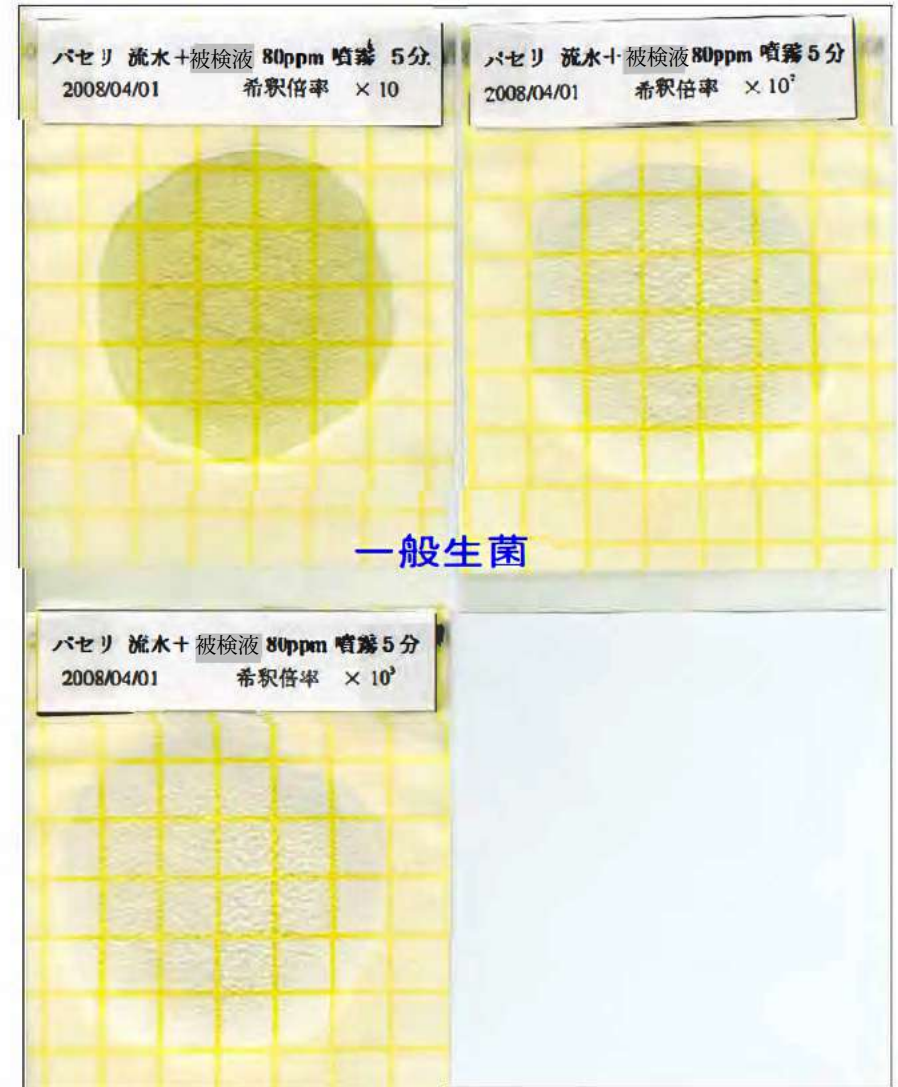 パセリ 流水＋被検液 80ppm 噴霧 5分.
2008/04/01 希釈倍率 × 10
パセリ 流水＋被検液 80ppm 噴霧5分
2008/04/01 希釈倍率 × 10²
一般生菌
パセリ 流水＋被検液 80ppm 噴霧5分
2008/04/01 希釈倍率 × 10³